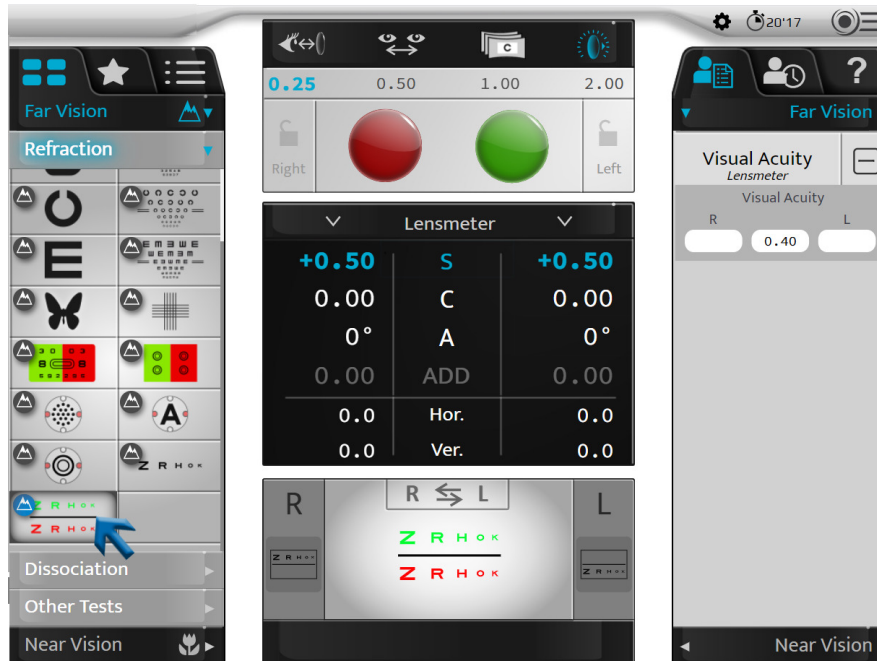 20'17
Far Vision
Refraction
Z R H O K
Z R H O K
Z R H O K
Dissociation
Other Tests
Near Vision
C
0.25 0.50 1.00 2.00
Right
Left
Lensmeter
+0.50 S +0.50
0.00 C 0.00
0° A 0°
0.00 ADD 0.00
0.0 Hor. 0.0
0.0 Ver. 0.0
R
R L
L
Z R H O K
Z R H O K
Z R H O K
Z R H O K
?
Far Vision
Visual Acuity
Lensmeter
Visual Acuity
R L
0.40
Near Vision